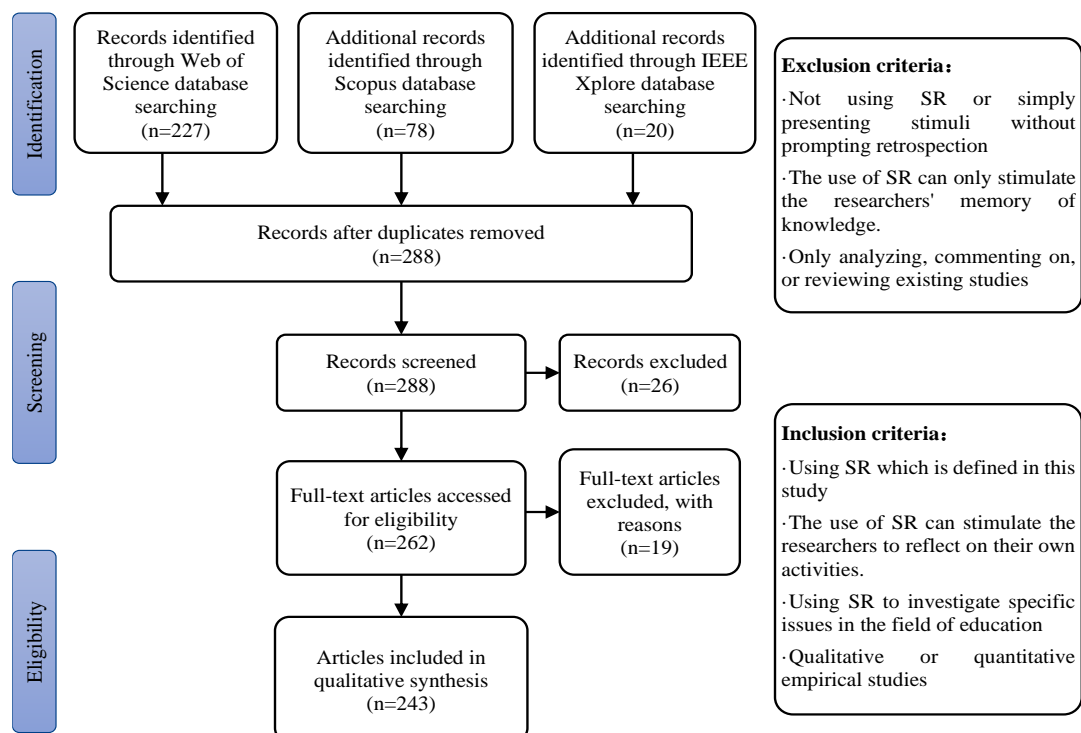 Identification
Records identified
through Web of
Science database
searching
(n=227)
Additional records
identified through
Scopus database
searching
(n=78)
Additional records
identified through IEEE
Xplore database
searching
(n=20)
Records after duplicates removed
(n=288)
Screening
Records screened
(n=288)
Records excluded
(n=26)
Full-text articles accessed
for eligibility
(n=262)
Full-text articles
excluded, with
reasons
(n=19)
Eligibility
Articles included in
qualitative synthesis
(n=243)
Exclusion criteria：
·Not using SR or simply
presenting stimuli without
prompting retrospection
·The use of SR can only stimulate
the researchers' memory of
knowledge.
·Only analyzing, commenting on,
or reviewing existing studies
Inclusion criteria：
·Using SR which is defined in this
study
·The use of SR can stimulate the
researchers to reflect on their own
activities.
·Using SR to investigate specific
issues in the field of education
·Qualitative or quantitative
empirical studies